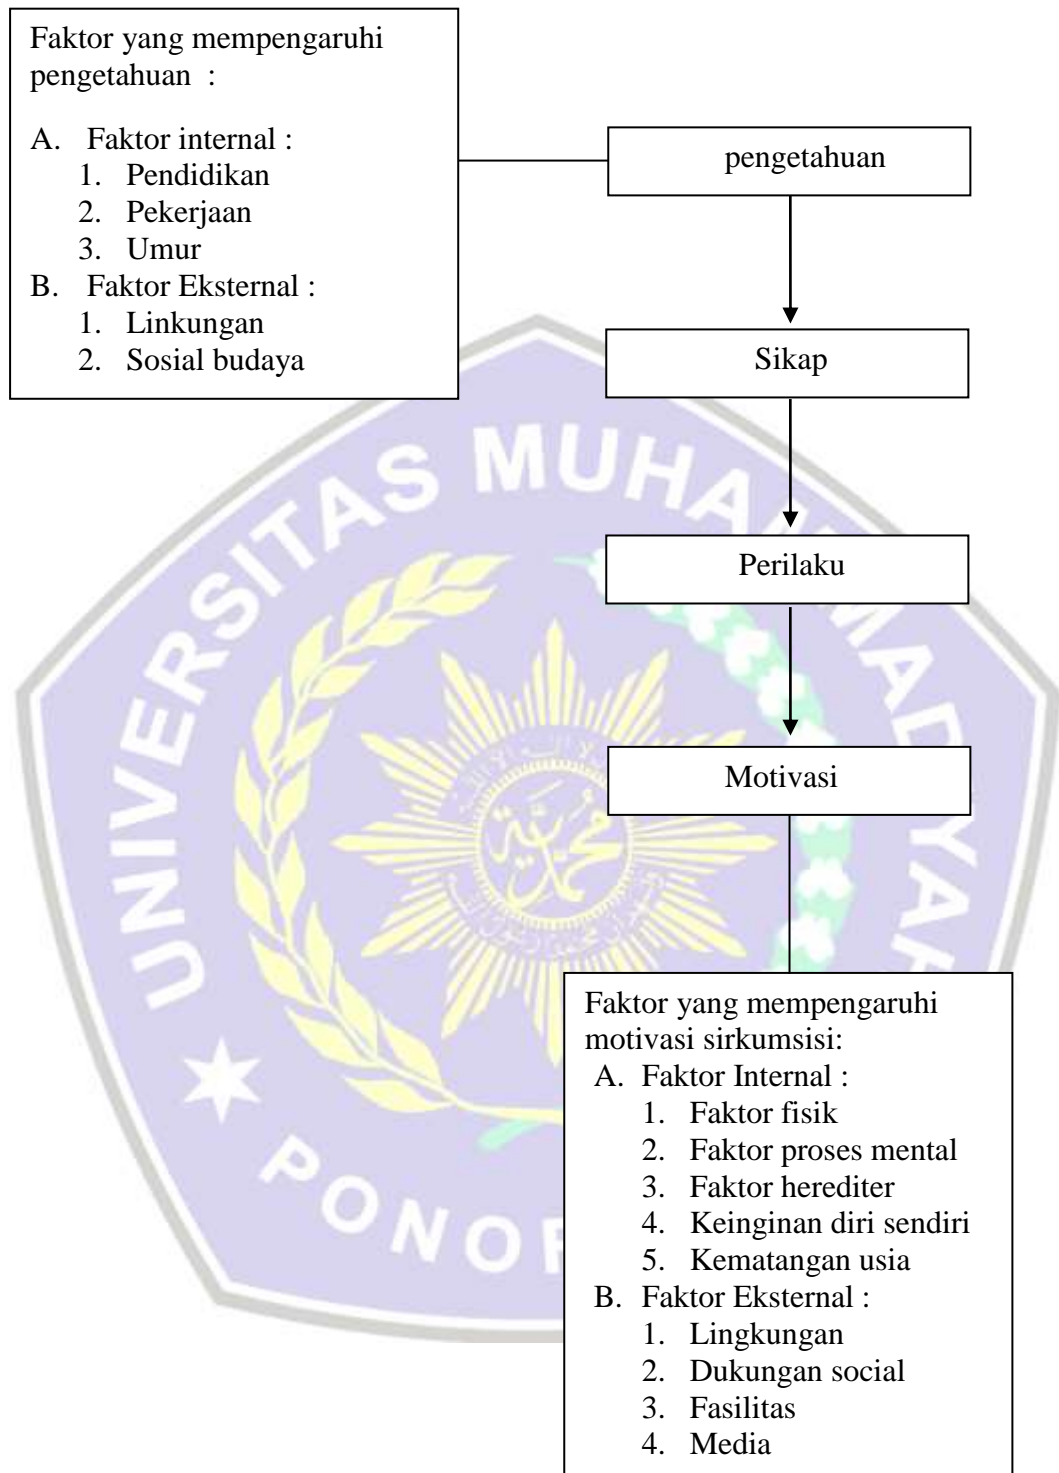 Faktor yang mempengaruhi
pengetahuan :
A. Faktor internal :
1. Pendidikan
2. Pekerjaan
3. Umur
B. Faktor Eksternal :
1. Linkungan
2. Sosial budaya
pengetahuan
Sikap
Perilaku
Motivasi
Faktor yang mempengaruhi
motivasi sirkumsisi:
A. Faktor Internal :
1. Faktor fisik
2. Faktor proses mental
3. Faktor herediter
4. Keinginan diri sendiri
5. Kematangan usia
B. Faktor Eksternal :
1. Lingkungan
2. Dukungan social
3. Fasilitas
4. Media
UNIVERSITAS MUHAMMADIYAH
محمدية